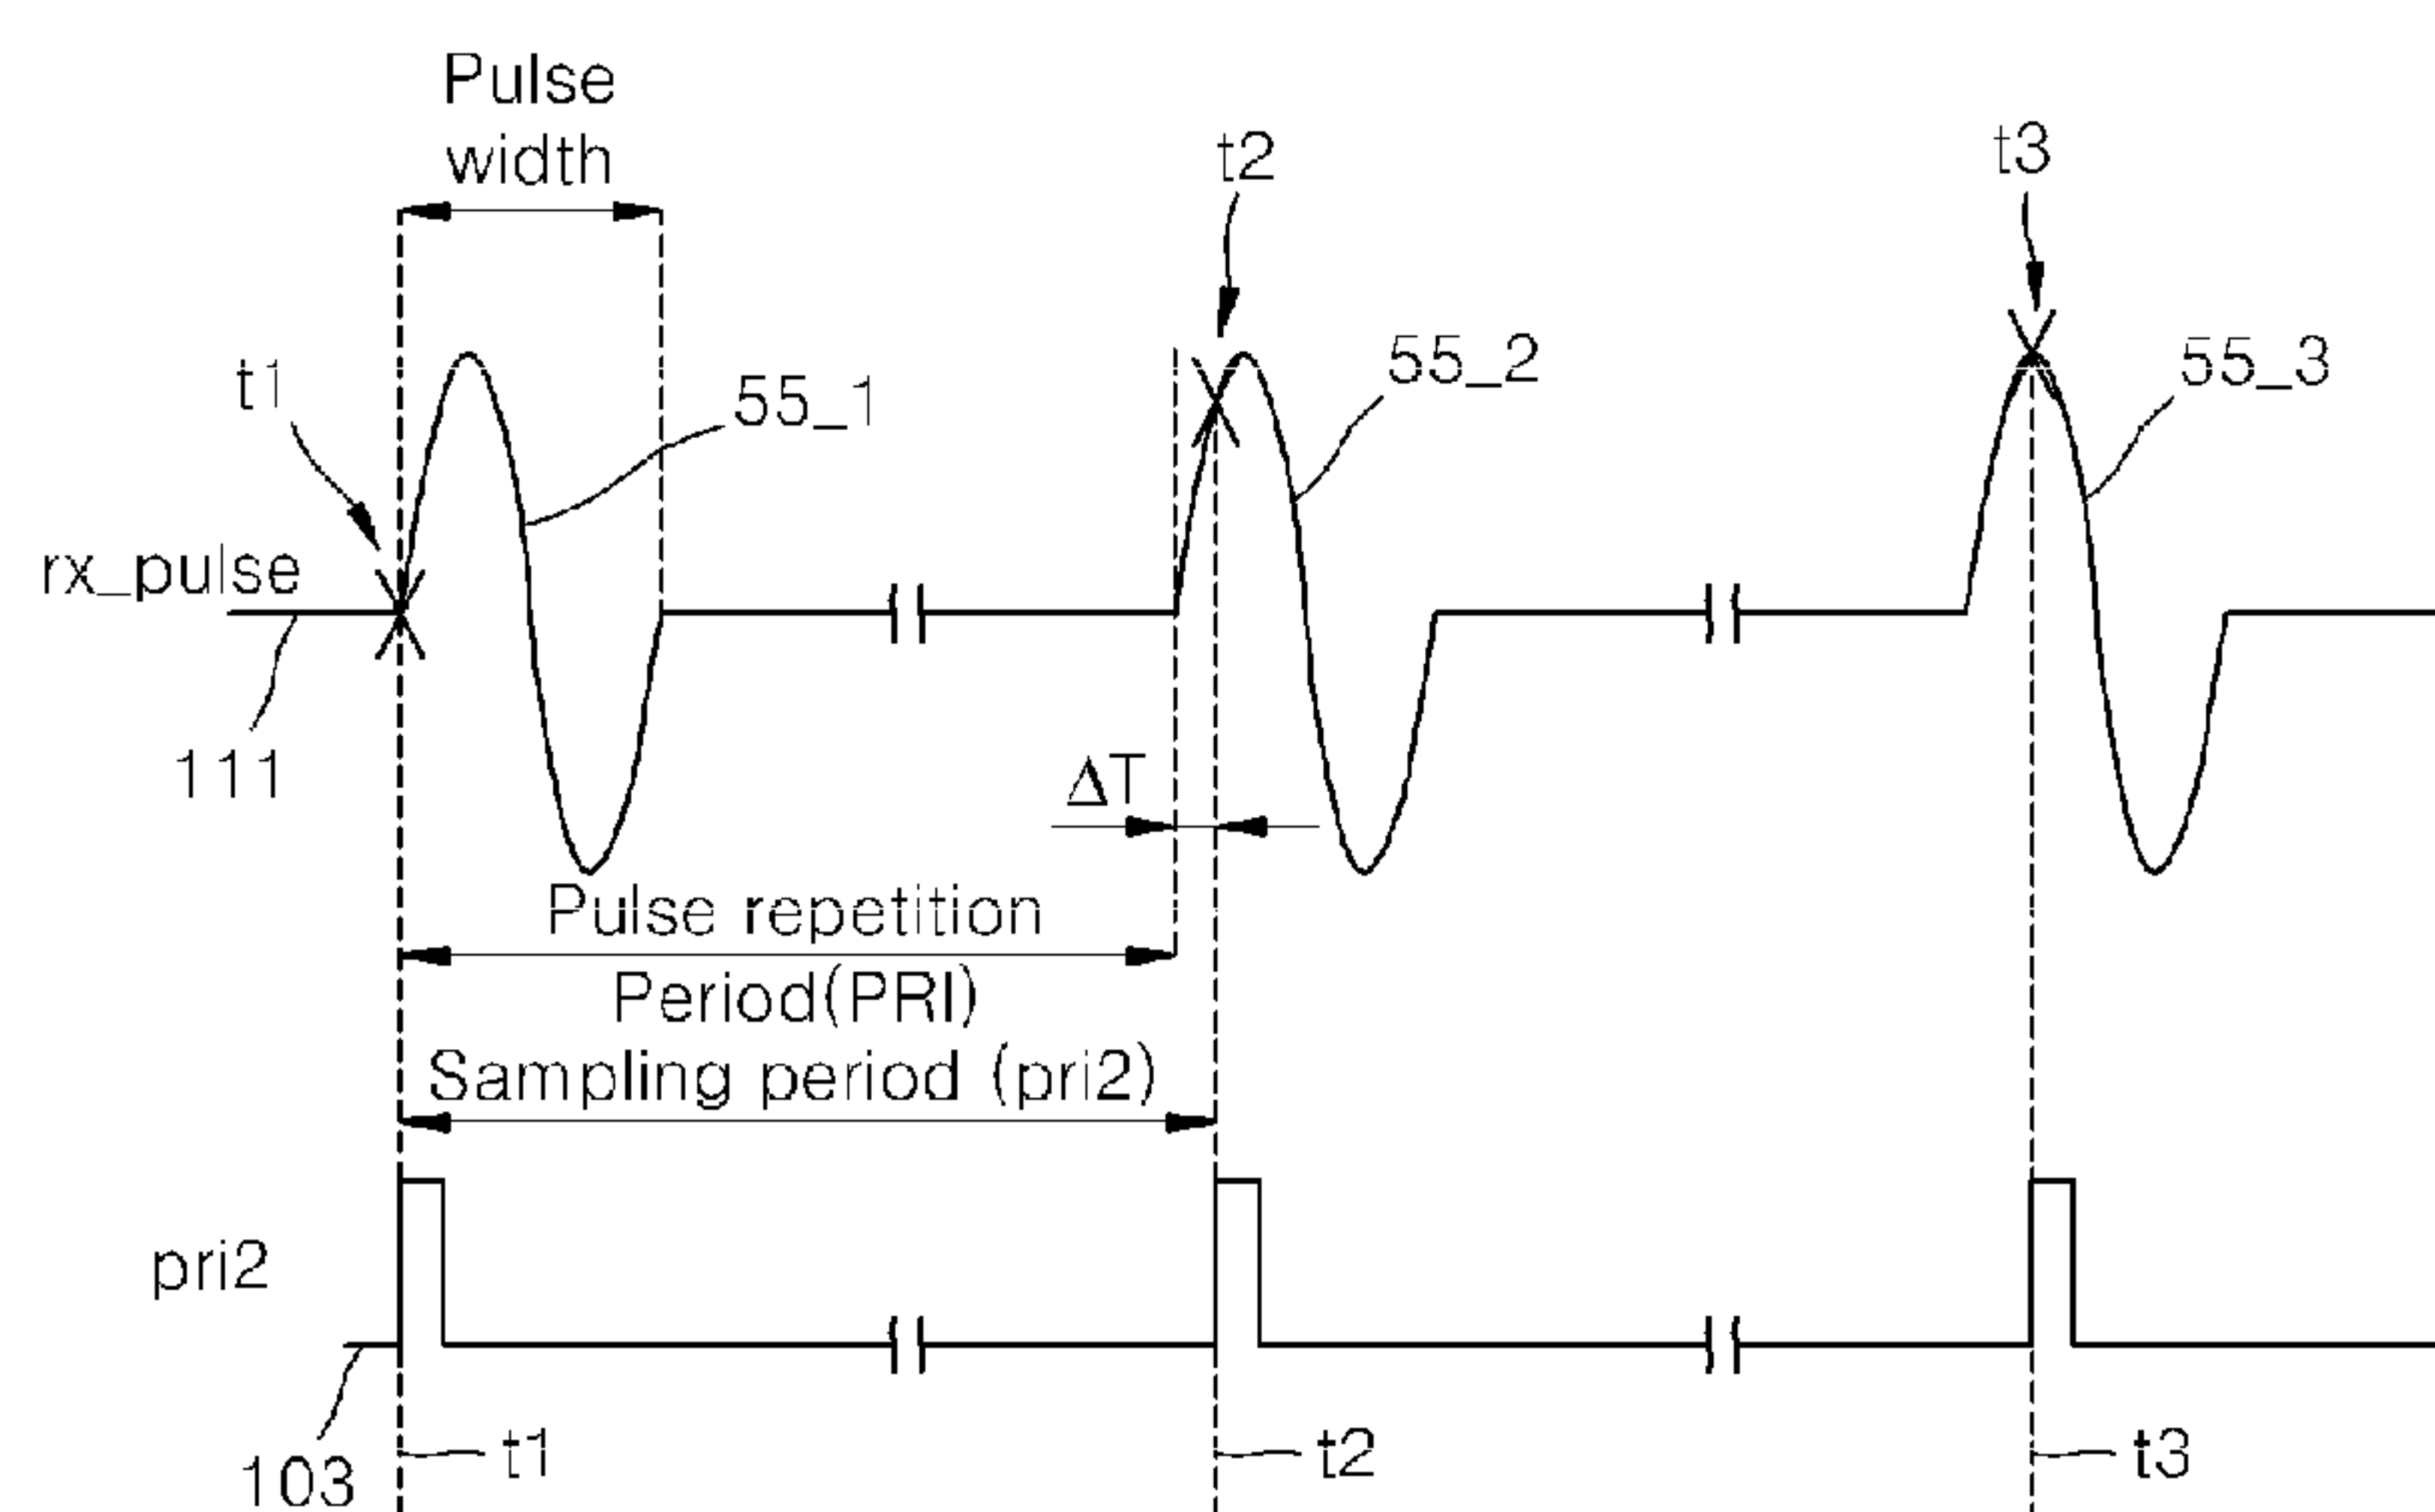 Pulse
width
t2
t3
t1
55_1
55_2
55_3
rx_pulse
111
ΔT
Pulse repetition
Period(PRI)
Sampling period (pri2)
pri2
103
t1
t2
t3